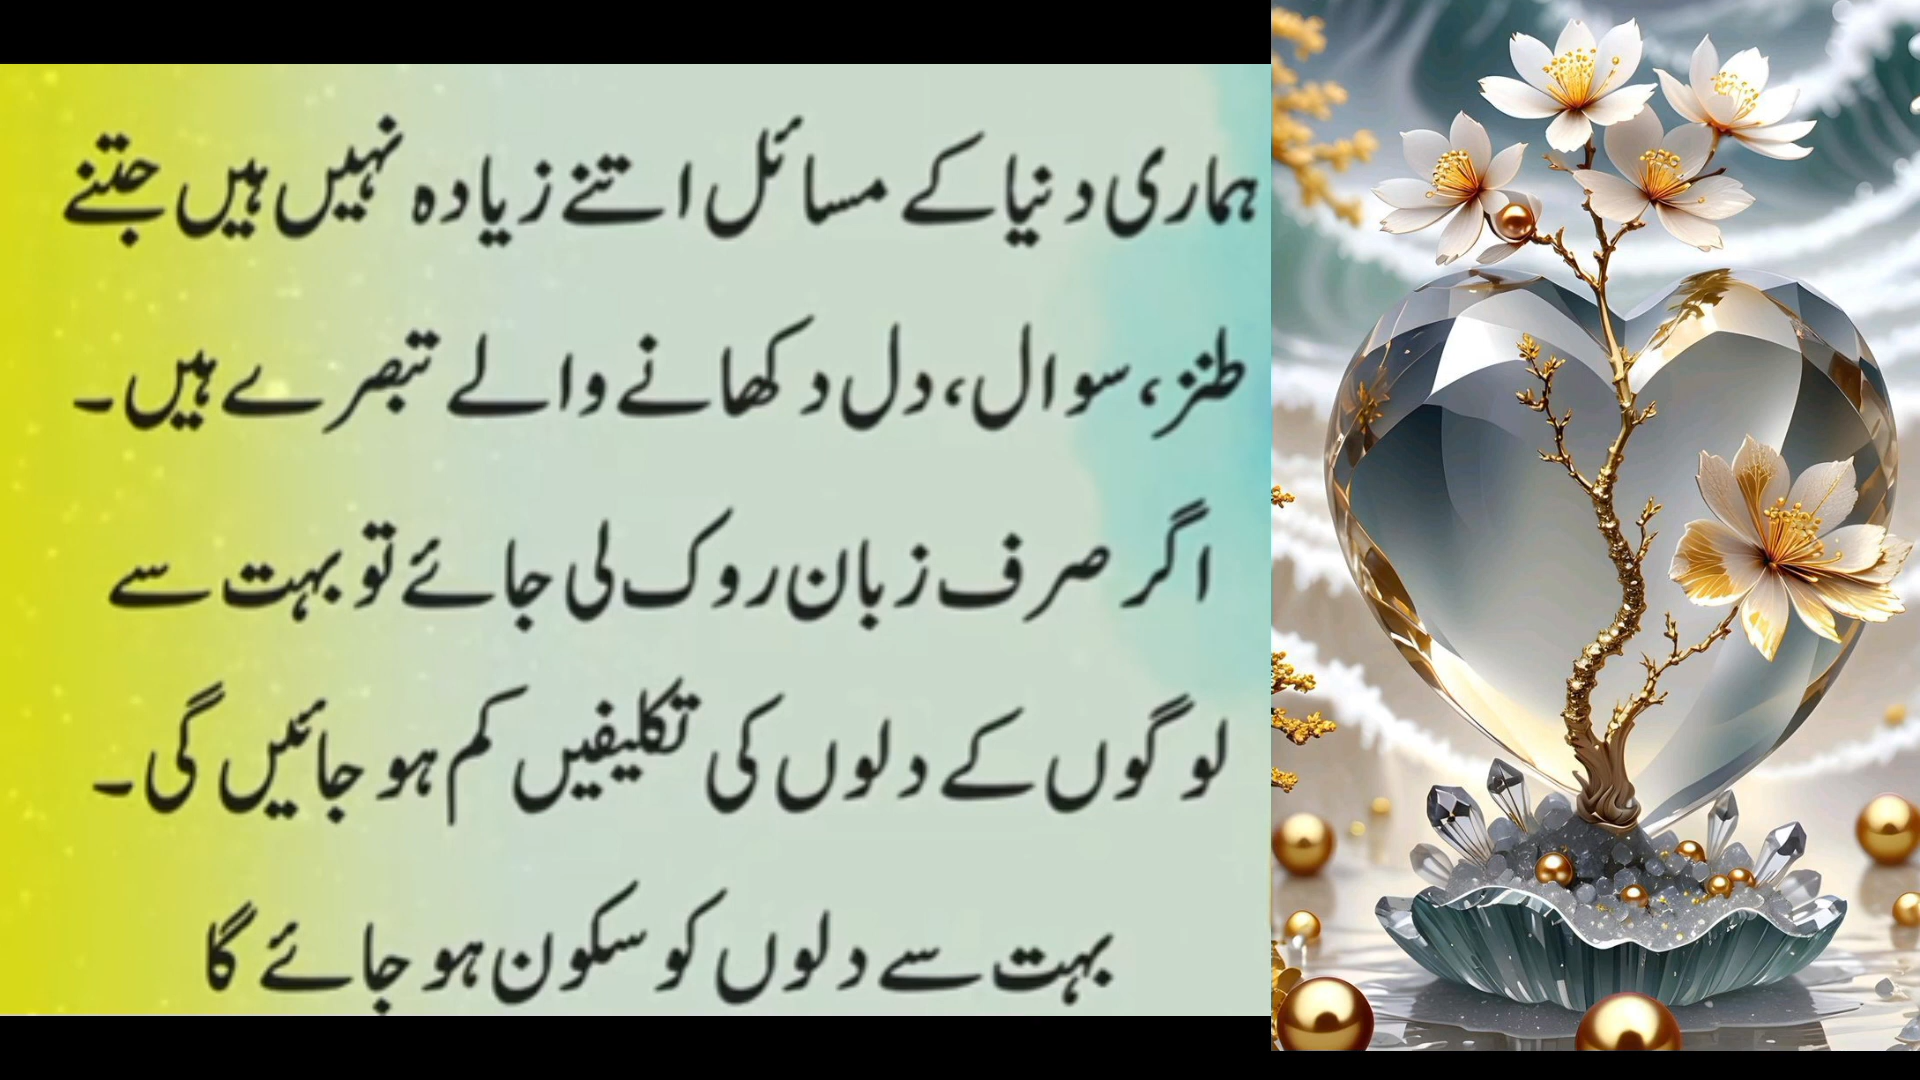 ہماری دنیا کے مسائل اتنے زیادہ نہیں ہیں جتنے
طنز، سوال، دل دکھانے والے تبصرے ہیں۔
اگر صرف زبان روک لی جائے تو بہت سے
لوگوں کے دلوں کی تکلیفیں کم ہو جائیں گی۔
بہت سے دلوں کو سکون ہو جائے گا